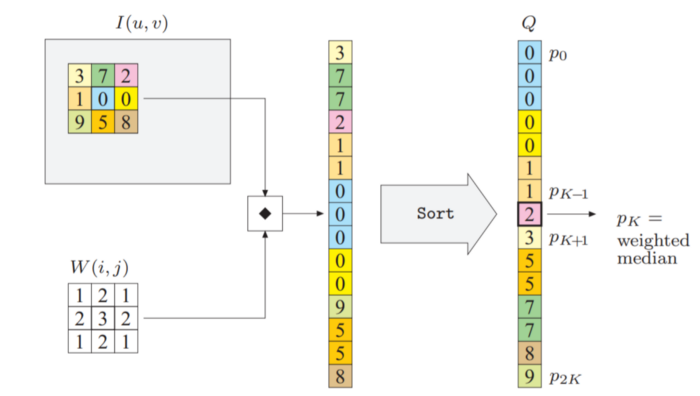 I(u, v)
3 7 2
1 0 0
9 5 8
W(i, j)
1 2 1
2 3 2
1 2 1
3
7
7
2
1
1
0
0
0
0
0
9
5
5
8
Sort
Q
0 p0
0
0
0
0
1
1 pK−1
2 pK =
3 pK+1 weighted
5 median
5
7
7
8
9 p2K